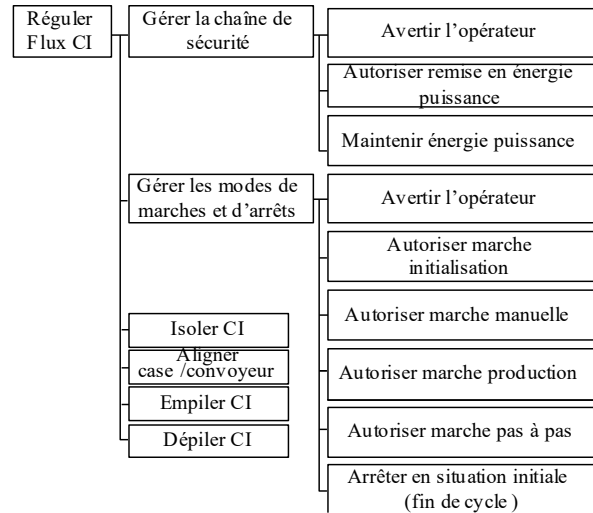 Réguler
Flux CI
Gérer la chaîne de
sécurité
Avertir l’opérateur
Autoriser remise en énergie
puissance
Maintenir énergie puissance
Gérer les modes de
marches et d’arrêts
Avertir l’opérateur
Autoriser marche
initialisation
Autoriser marche manuelle
Autoriser marche production
Autoriser marche pas à pas
Arrêter en situation initiale
(fin de cycle )
Isoler CI
Aligner
case /convoyeur
Empiler CI
Dépiler CI